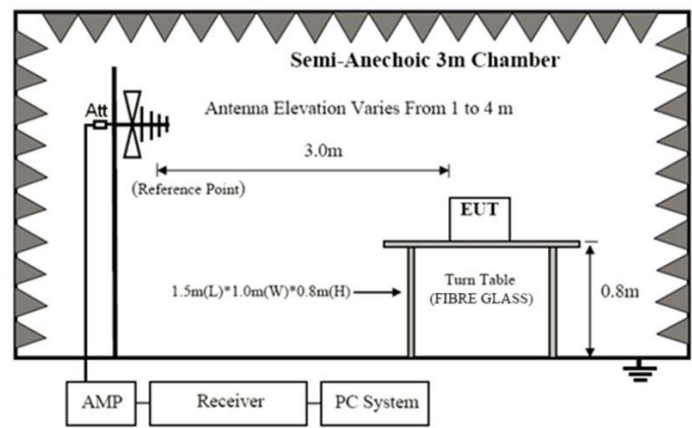 Semi-Anechoic 3m Chamber
Att
Antenna Elevation Varies From 1 to 4 m
3.0m
(Reference Point)
EUT
1.5m(L)*1.0m(W)*0.8m(H)
Turn Table
(FIBRE GLASS)
0.8m
AMP
Receiver
PC System